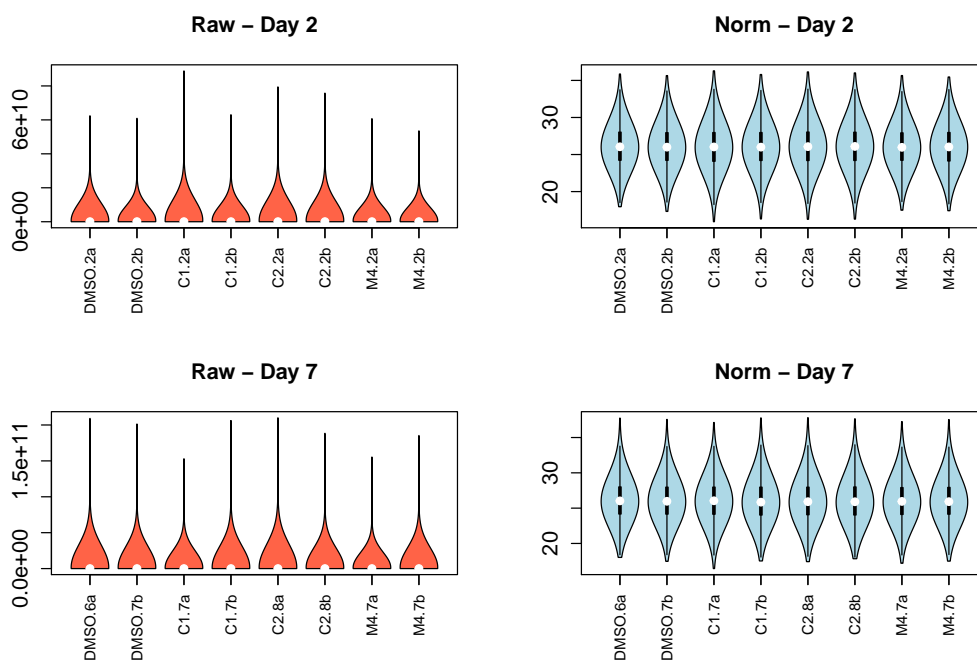 Raw – Day 2
6e+10
0e+00
DMSO.2a
DMSO.2b
C1.2a
C1.2b
C2.2a
C2.2b
M4.2a
M4.2b
Norm – Day 2
30
20
DMSO.2a
DMSO.2b
C1.2a
C1.2b
C2.2a
C2.2b
M4.2a
M4.2b
Raw – Day 7
1.5e+11
0.0e+00
DMSO.6a
DMSO.7b
C1.7a
C1.7b
C2.8a
C2.8b
M4.7a
M4.7b
Norm – Day 7
30
20
DMSO.6a
DMSO.7b
C1.7a
C1.7b
C2.8a
C2.8b
M4.7a
M4.7b